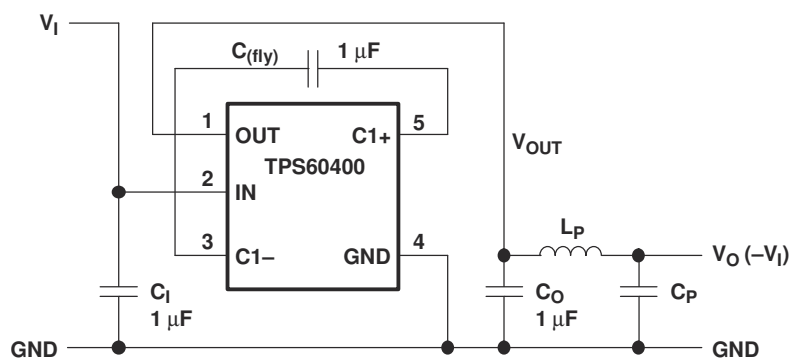 V_I
C_(fly) 1 µF
1 OUT C1+ 5
TPS60400
V_OUT
2 IN
L_P
3 C1– GND 4
V_O (–V_I)
C_I
1 µF
C_O
1 µF
C_P
GND GND